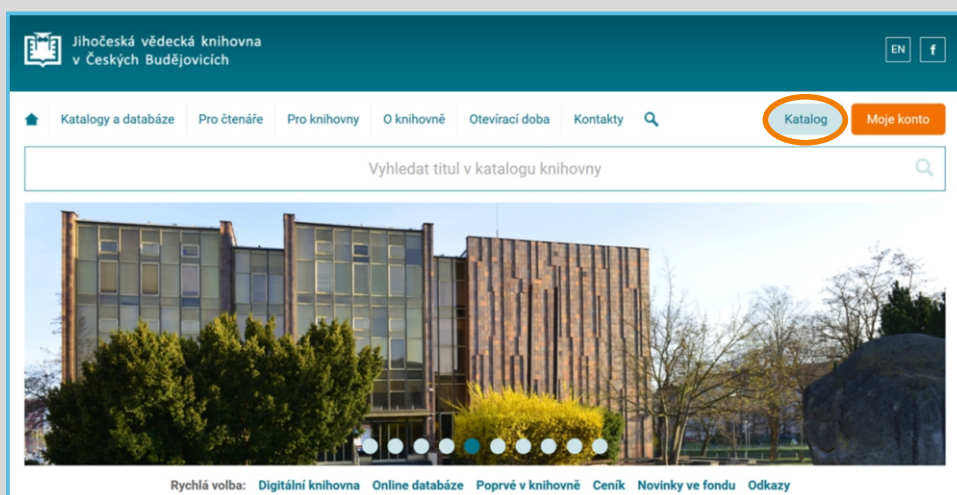 Jihočeská vědecká knihovna
v Českých Budějovicích
EN f
Katalogy a databáze Pro čtenáře Pro knihovny O knihovně Otevírací doba Kontakty Katalog Moje konto
Vyhledat titul v katalogu knihovny
Rychlá volba: Digitální knihovna Online databáze Poprvé v knihovně Ceník Novinky ve fondu Odkazy